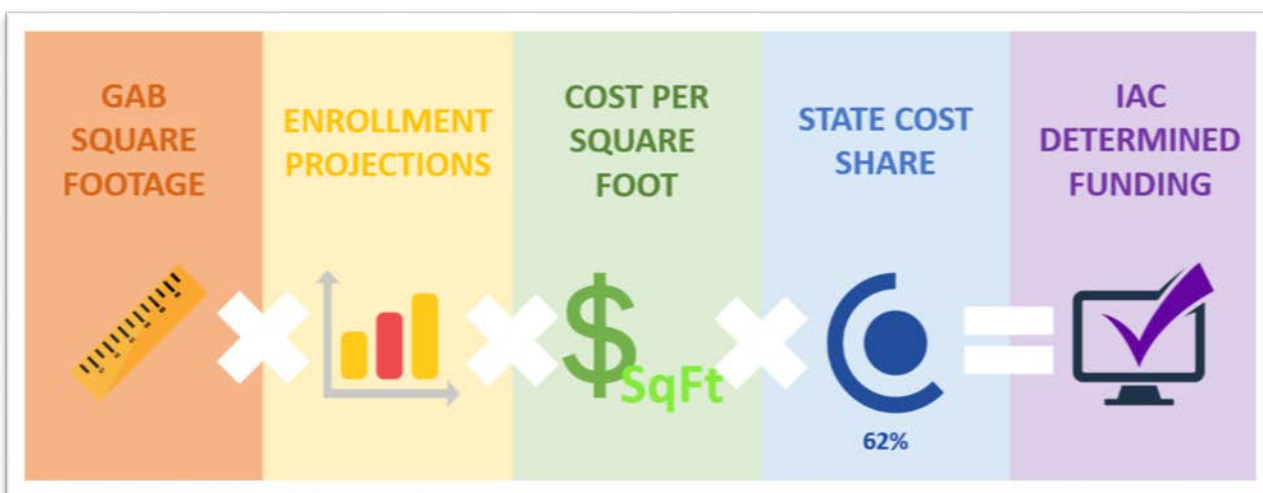 GAB
SQUARE
FOOTAGE
ENROLLMENT
PROJECTIONS
COST PER
SQUARE
FOOT
STATE COST
SHARE
IAC
DETERMINED
FUNDING
$
SqFt
62%